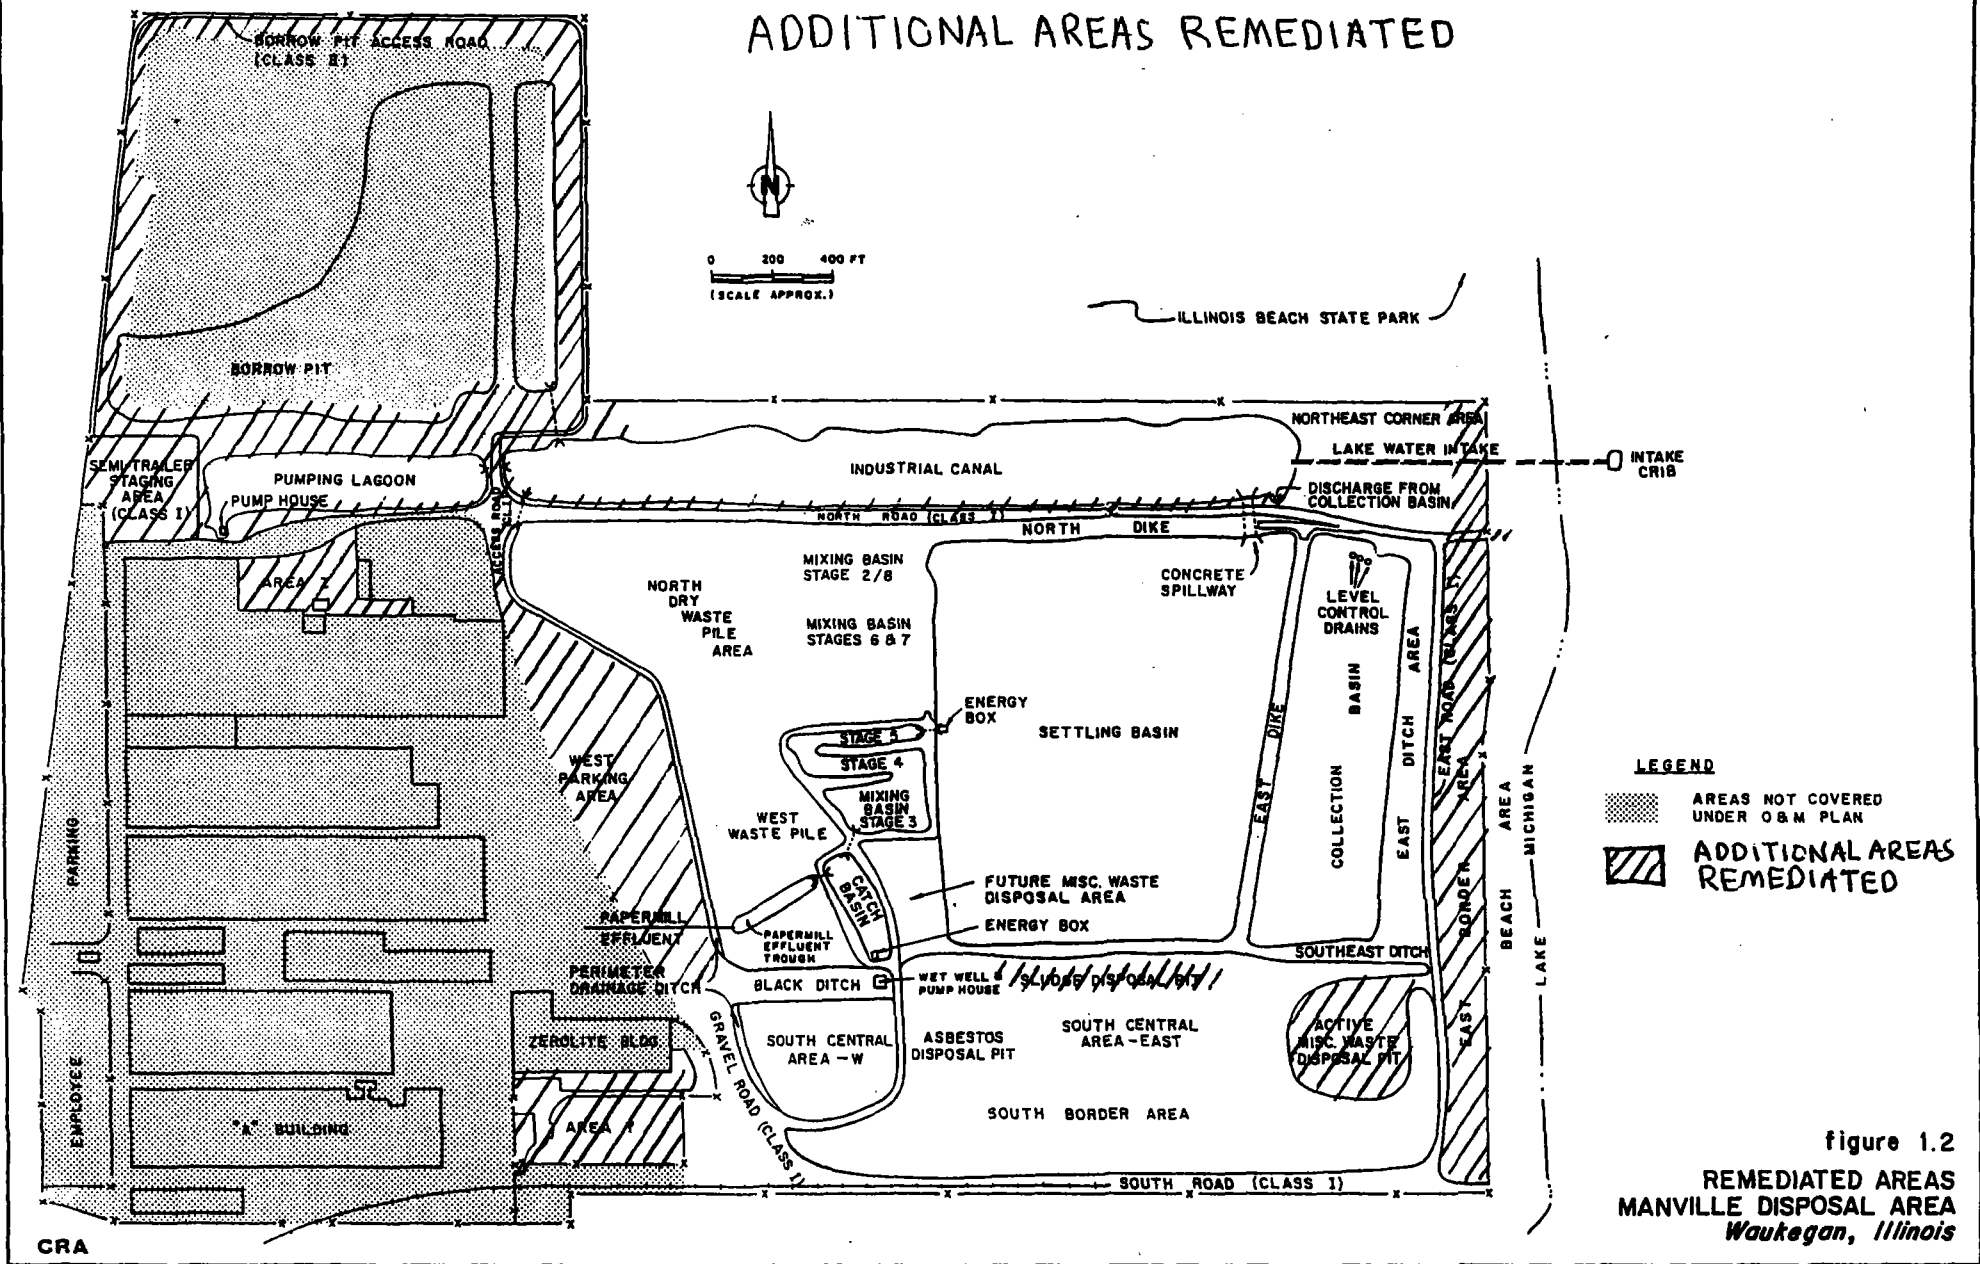 ADDITIONAL AREAS REMEDIATED
BORROW PIT ACCESS ROAD
(CLASS II)
N
0 200 400 FT
(SCALE APPROX.)
ILLINOIS BEACH STATE PARK
BORROW PIT
NORTHEAST CORNER AREA
LAKE WATER INTAKE
INTAKE
CRIB
SEMI-TRAILER
STAGING
AREA
(CLASS I)
PUMPING LAGOON
PUMP HOUSE
INDUSTRIAL CANAL
DISCHARGE FROM
COLLECTION BASIN
ACCESS ROAD
NORTH ROAD (CLASS I)
NORTH DIKE
MIXING BASIN
STAGE 2/8
CONCRETE
SPILLWAY
NORTH
DRY
WASTE
PILE
AREA
MIXING BASIN
STAGES 6 & 7
LEVEL
CONTROL
DRAINS
AREA
ENERGY
BOX
STAGE 5
STAGE 4
MIXING
BASIN
STAGE 3
SETTLING BASIN
EAST DIKE
COLLECTION BASIN
EAST DITCH AREA
EAST ROAD (CLASS I)
EAST BORDER AREA
BEACH AREA
LAKE MICHIGAN
WEST
PARKING
AREA
WEST
WASTE PILE
LEGEND
AREAS NOT COVERED
UNDER O & M PLAN
ADDITIONAL AREAS
REMEDIATED
CATCH
BASIN
FUTURE MISC. WASTE
DISPOSAL AREA
ENERGY BOX
PAPERMILL
EFFLUENT
PAPERMILL
EFFLUENT
TROUGH
PERIMETER
DRAINAGE DITCH
BLACK DITCH
WET WELL &
PUMP HOUSE
SLUDGE DISPOSAL PIT
SOUTHEAST DITCH
EMPLOYEE PARKING
ZEROLITE BLDG.
GRAVEL ROAD (CLASS I)
SOUTH CENTRAL
AREA - W
ASBESTOS
DISPOSAL PIT
SOUTH CENTRAL
AREA - EAST
ACTIVE
MISC. WASTE
DISPOSAL PIT
"A" BUILDING
AREA
SOUTH BORDER AREA
SOUTH ROAD (CLASS I)
figure 1.2
REMEDIATED AREAS
MANVILLE DISPOSAL AREA
Waukegan, Illinois
CRA